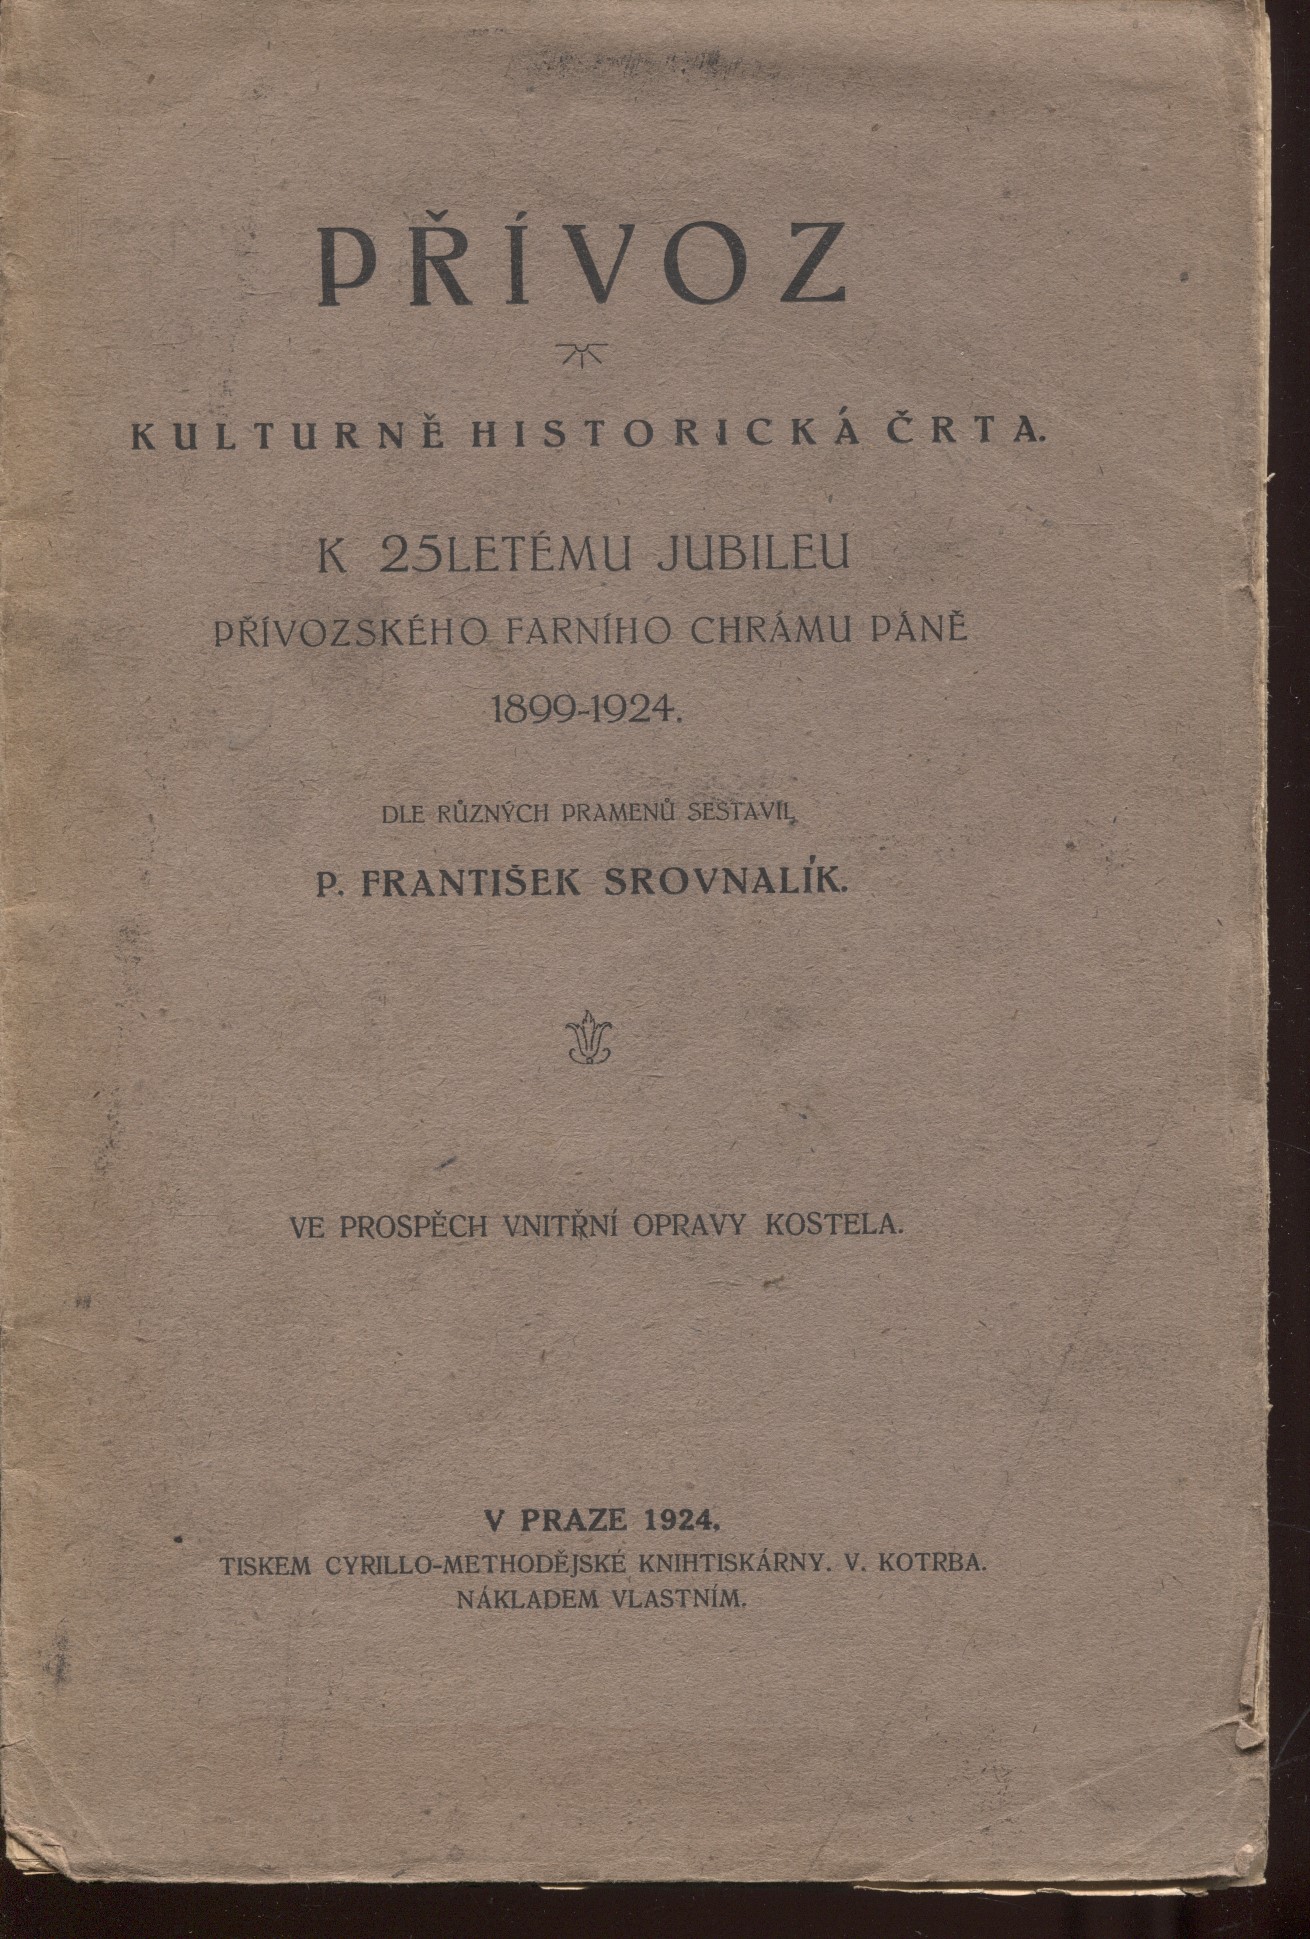 PŘÍVOZ
KULTURNĚ HISTORICKÁ ČRTA.
K 25LETÉMU JUBILEU
PŘÍVOZSKÉHO FARNÍHO CHRÁMU PÁNĚ
1899-1924.
DLE RŮZNÝCH PRAMENŮ SESTAVIL
P. FRANTIŠEK SROVNALÍK.
VE PROSPĚCH VNITŘNÍ OPRAVY KOSTELA.
V PRAZE 1924.
TISKEM CYRILLO-METHODĚJSKÉ KNIHTISKÁRNY. V. KOTRBA.
NÁKLADEM VLASTNÍM.